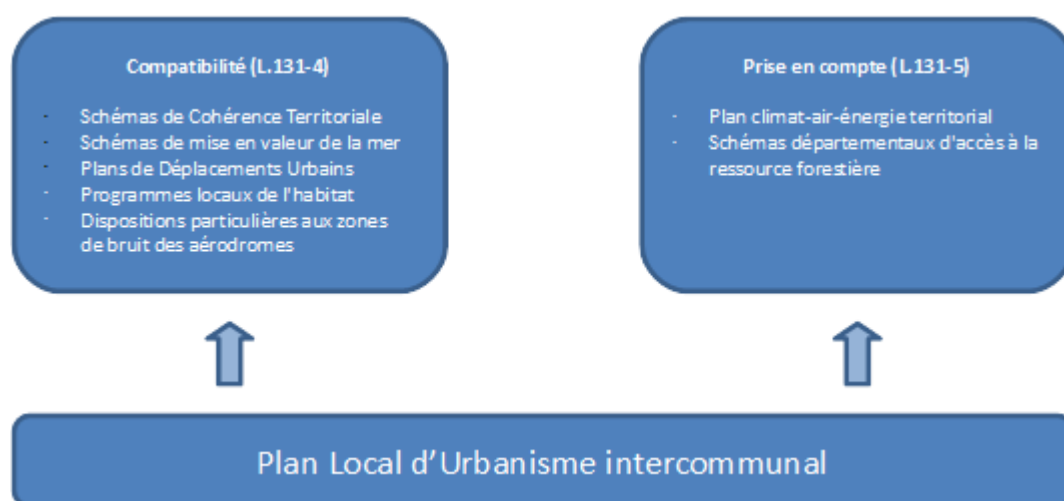 Compatibilité (L.131-4)
- Schémas de Cohérence Territoriale
- Schémas de mise en valeur de la mer
- Plans de Déplacements Urbains
- Programmes locaux de l'habitat
- Dispositions particulières aux zones
de bruit des aérodromes
Prise en compte (L.131-5)
- Plan climat-air-énergie territorial
- Schémas départementaux d'accès à la
ressource forestière
Plan Local d'Urbanisme intercommunal